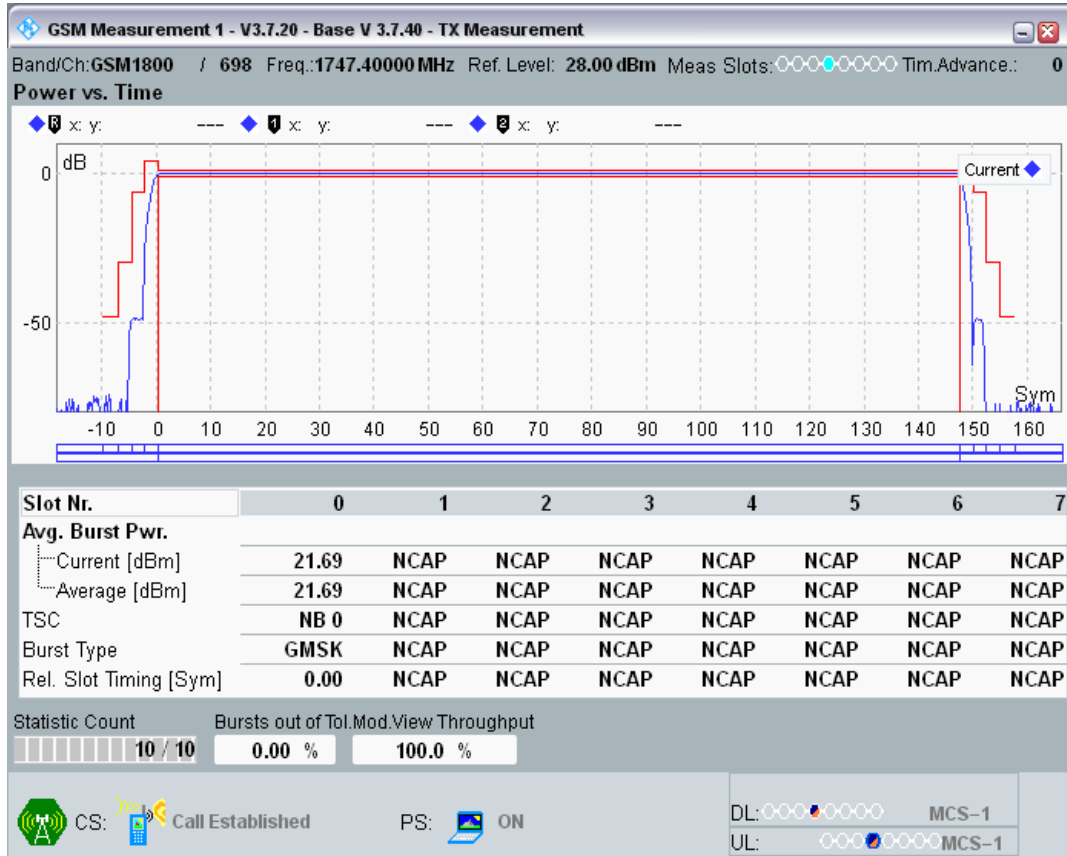 GSM Measurement 1 - V3.7.20 - Base V 3.7.40 - TX Measurement
Band/Ch:GSM1800 / 698 Freq.:1747.40000 MHz Ref. Level: 28.00 dBm Meas Slots: Tim.Advance.: 0
Power vs. Time
R x: y: --- 1 x: y: --- 2 x: y: ---
dB
Current
0
-50
Sym
-10 0 10 20 30 40 50 60 70 80 90 100 110 120 130 140 150 160
Slot Nr. 0 1 2 3 4 5 6 7
Avg. Burst Pwr.
Current [dBm] 21.69 NCAP NCAP NCAP NCAP NCAP NCAP NCAP
Average [dBm] 21.69 NCAP NCAP NCAP NCAP NCAP NCAP NCAP
TSC NB 0 NCAP NCAP NCAP NCAP NCAP NCAP NCAP
Burst Type GMSK NCAP NCAP NCAP NCAP NCAP NCAP NCAP
Rel. Slot Timing [Sym] 0.00 NCAP NCAP NCAP NCAP NCAP NCAP NCAP
Statistic Count Bursts out of Tol.Mod.View Throughput
10 / 10 0.00 % 100.0 %
CS: Call Established PS: ON
DL: MCS-1
UL: MCS-1